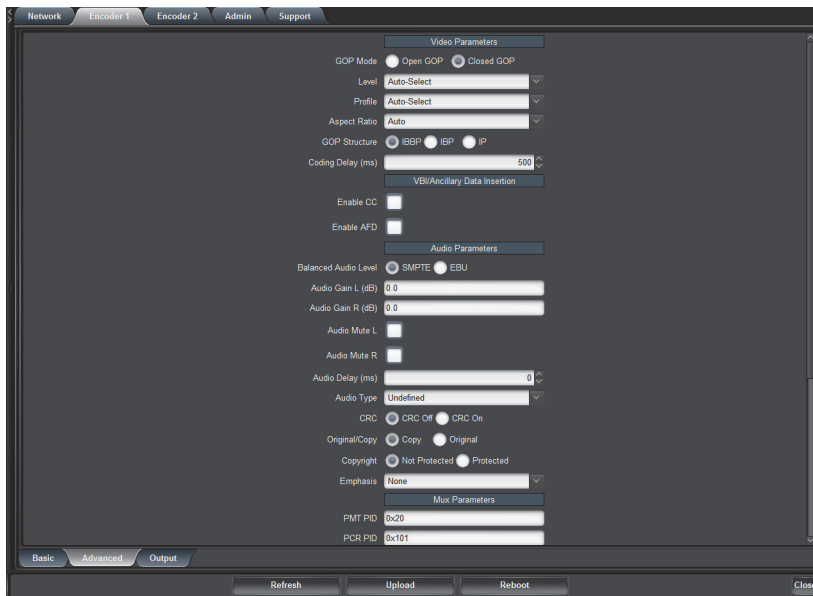 Network Encoder 1 Encoder 2 Admin Support
Video Parameters
GOP Mode Open GOP Closed GOP
Level Auto-Select
Profile Auto-Select
Aspect Ratio Auto
GOP Structure IBBP IBP IP
Coding Delay (ms) 500
VBI/Ancillary Data Insertion
Enable CC
Enable AFD
Audio Parameters
Balanced Audio Level SMPTE EBU
Audio Gain L (dB) 0.0
Audio Gain R (dB) 0.0
Audio Mute L
Audio Mute R
Audio Delay (ms) 0
Audio Type Undefined
CRC CRC Off CRC On
Original/Copy Copy Original
Copyright Not Protected Protected
Emphasis None
Mux Parameters
PMT PID 0x20
PCR PID 0x101
Basic Advanced Output
Refresh Upload Reboot Close